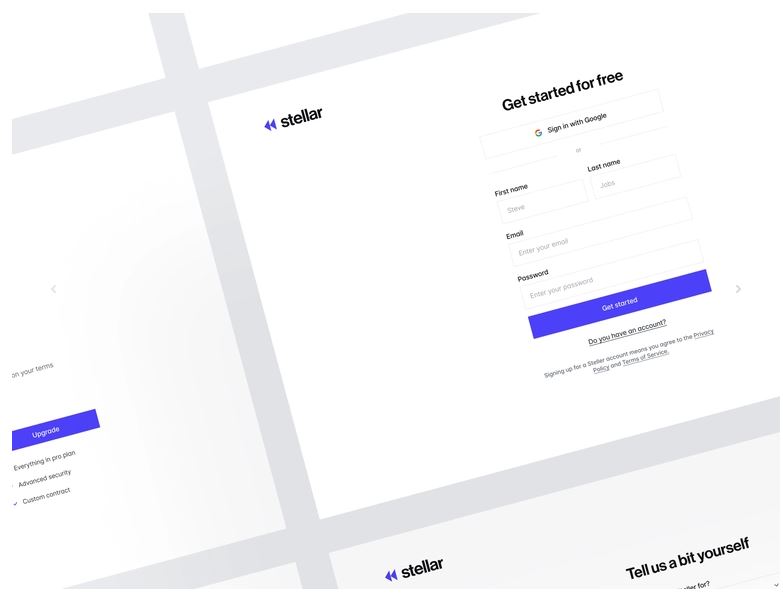 stellar
Get started for free
Sign in with Google
or
First name
Last name
Steve
Jobs
Email
Enter your email
Password
Enter your password
Get started
Do you have an account?
Signing up for a Steller account means you agree to the Privacy
Policy and Terms of Service.
on your terms
Upgrade
Everything in pro plan
Advanced security
Custom contract
stellar
Tell us a bit yourself
for?